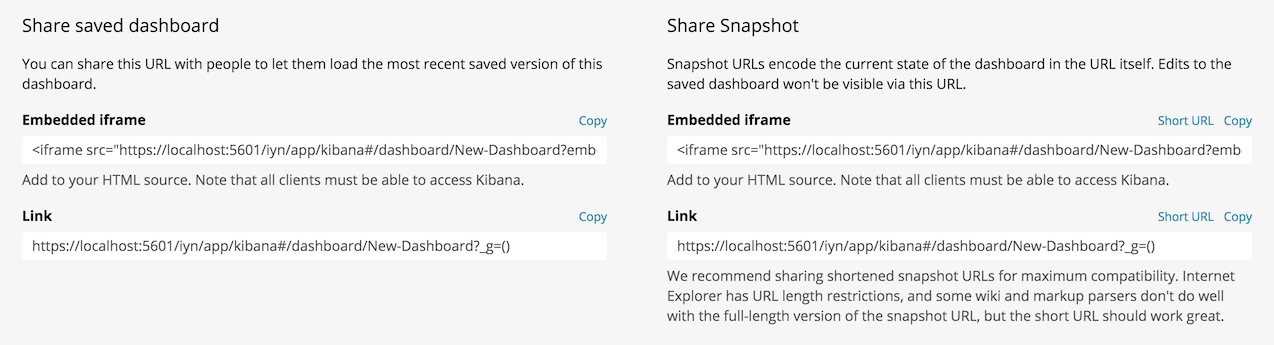 Share saved dashboard
You can share this URL with people to let them load the most recent saved version of this
dashboard.
Embedded iframe Copy
<iframe src="https://localhost:5601/iyn/app/kibana#/dashboard/New-Dashboard?emb
Add to your HTML source. Note that all clients must be able to access Kibana.
Link Copy
https://localhost:5601/iyn/app/kibana#/dashboard/New-Dashboard?_g=()
Share Snapshot
Snapshot URLs encode the current state of the dashboard in the URL itself. Edits to the
saved dashboard won't be visible via this URL.
Embedded iframe Short URL Copy
<iframe src="https://localhost:5601/iyn/app/kibana#/dashboard/New-Dashboard?emb
Add to your HTML source. Note that all clients must be able to access Kibana.
Link Short URL Copy
https://localhost:5601/iyn/app/kibana#/dashboard/New-Dashboard?_g=()
We recommend sharing shortened snapshot URLs for maximum compatibility. Internet
Explorer has URL length restrictions, and some wiki and markup parsers don't do well
with the full-length version of the snapshot URL, but the short URL should work great.